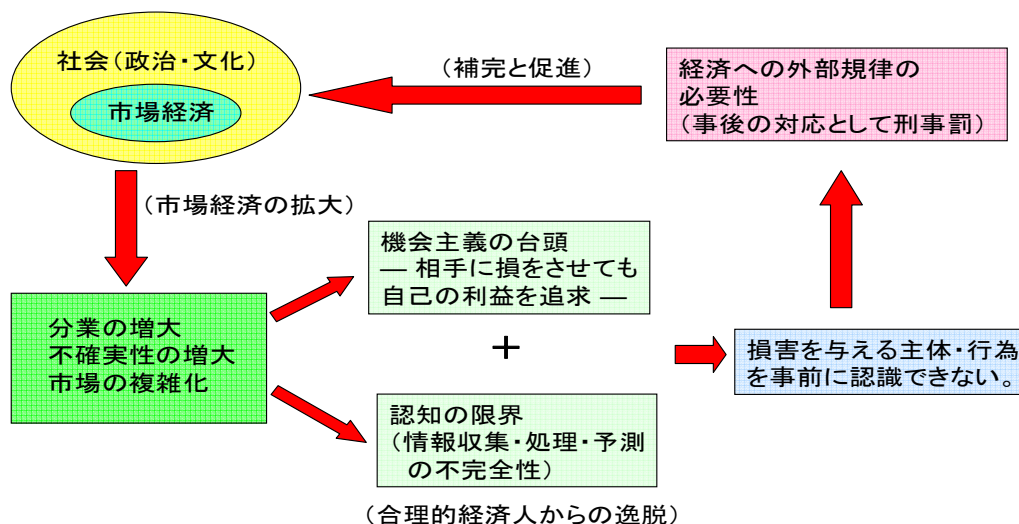 社会(政治・文化)
市場経済
(補完と促進)
経済への外部規律の
必要性
(事後の対応として刑事罰)
(市場経済の拡大)
機会主義の台頭
― 相手に損をさせても
自己の利益を追求 ―
分業の増大
不確実性の増大
市場の複雑化
+
損害を与える主体・行為
を事前に認識できない。
認知の限界
(情報収集・処理・予測
の不完全性)
(合理的経済人からの逸脱)